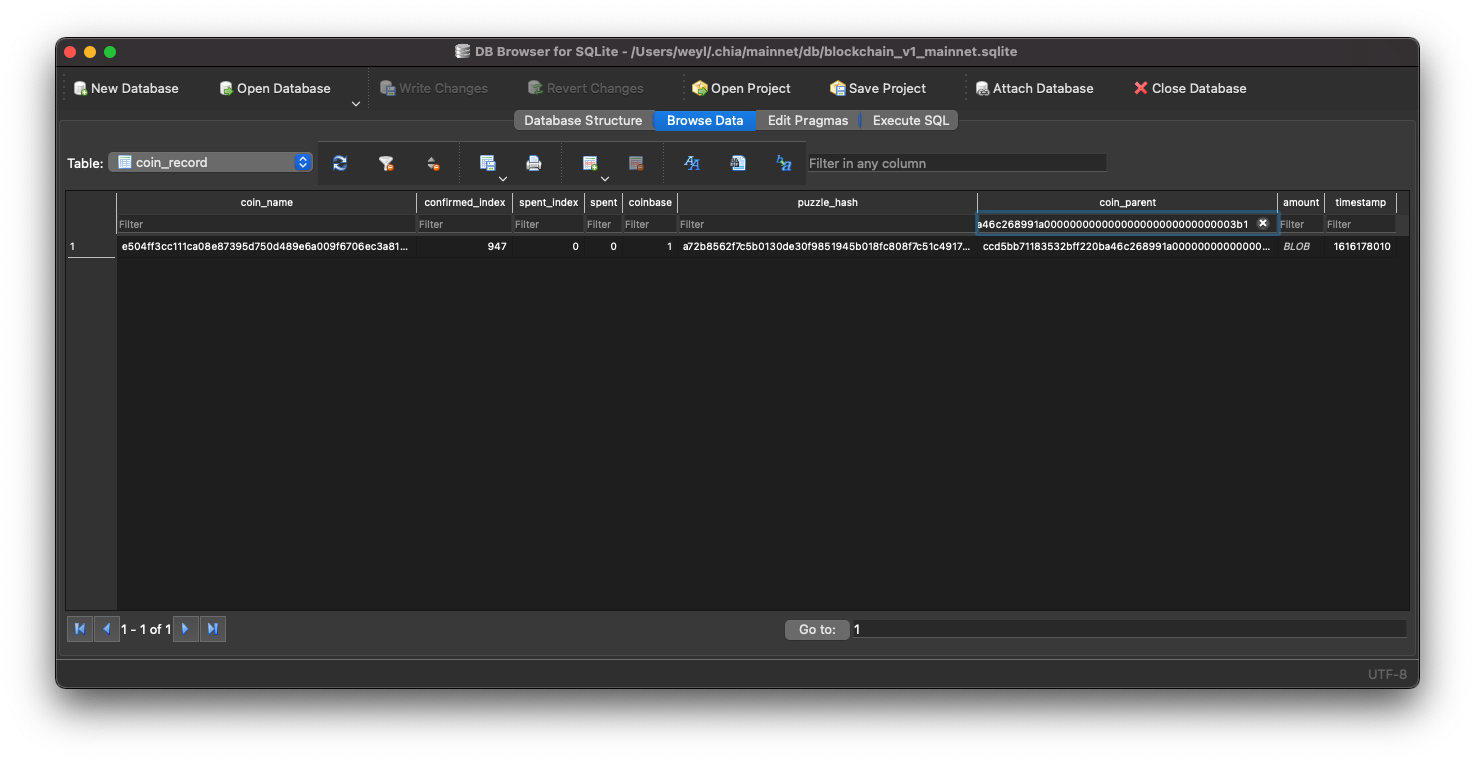 DB Browser for SQLite - /Users/weyl/.chia/mainnet/db/blockchain_v1_mainnet.sqlite
New Database Open Database Write Changes Revert Changes Open Project Save Project Attach Database Close Database
Database Structure Browse Data Edit Pragmas Execute SQL
Table: coin_record Filter in any column
coin_name confirmed_index spent_index spent coinbase puzzle_hash coin_parent amount timestamp
Filter Filter Filter Filter Filter Filter Filter Filter
1 e504ff3cc111ca08e87395d750d489e6a009f6706ec3a81... 947 0 0 1 a72b8562f7c5b0130de30f9851945b018fc808f7c51c4917... ccd5bb71183532bff220ba46c268991a00000000000000... BLOB 1616178010
1 - 1 of 1 Go to: 1
UTF-8